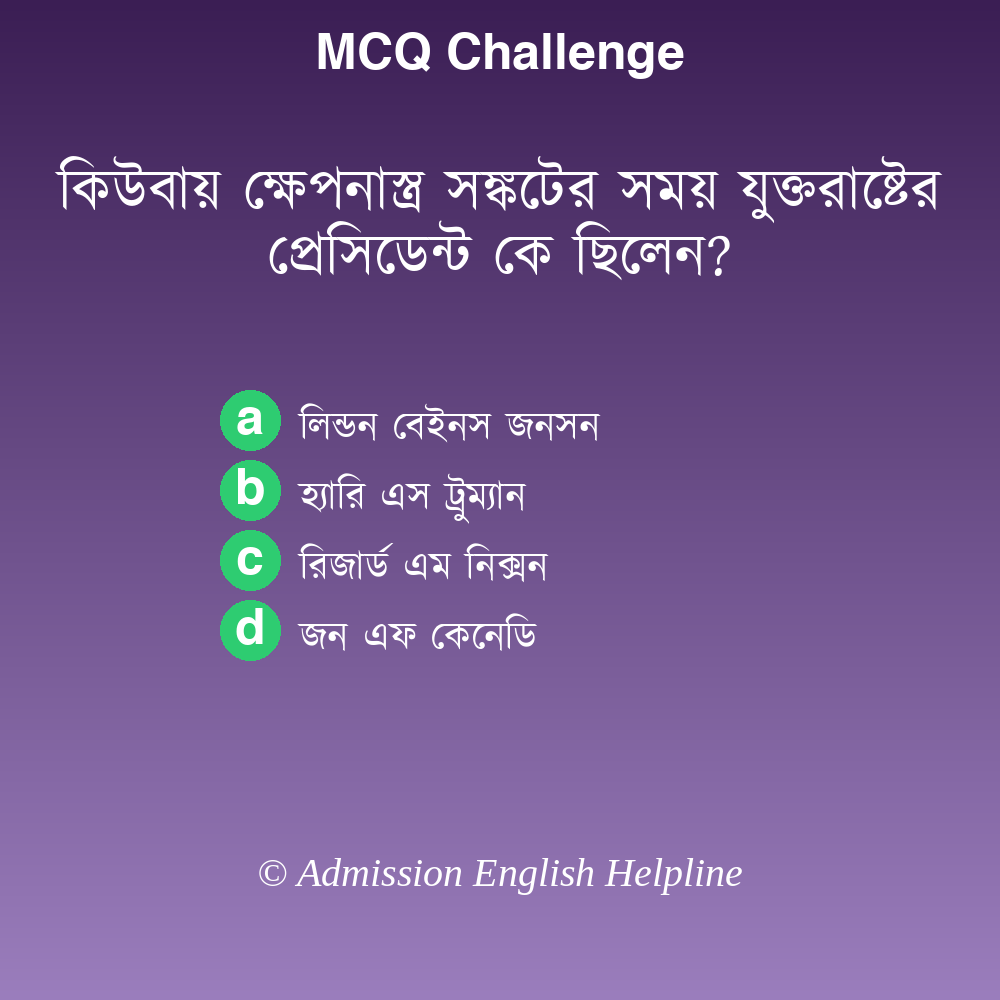 MCQ Challenge
কিউবায় ক্ষেপনাস্ত্র সঙ্কটের সময় যুক্তরাষ্টের
প্রেসিডেন্ট কে ছিলেন?
a লিন্ডন বেইনস জনসন
b হ্যারি এস ট্রুম্যান
c রিজার্ড এম নিক্সন
d জন এফ কেনেডি
© Admission English Helpline